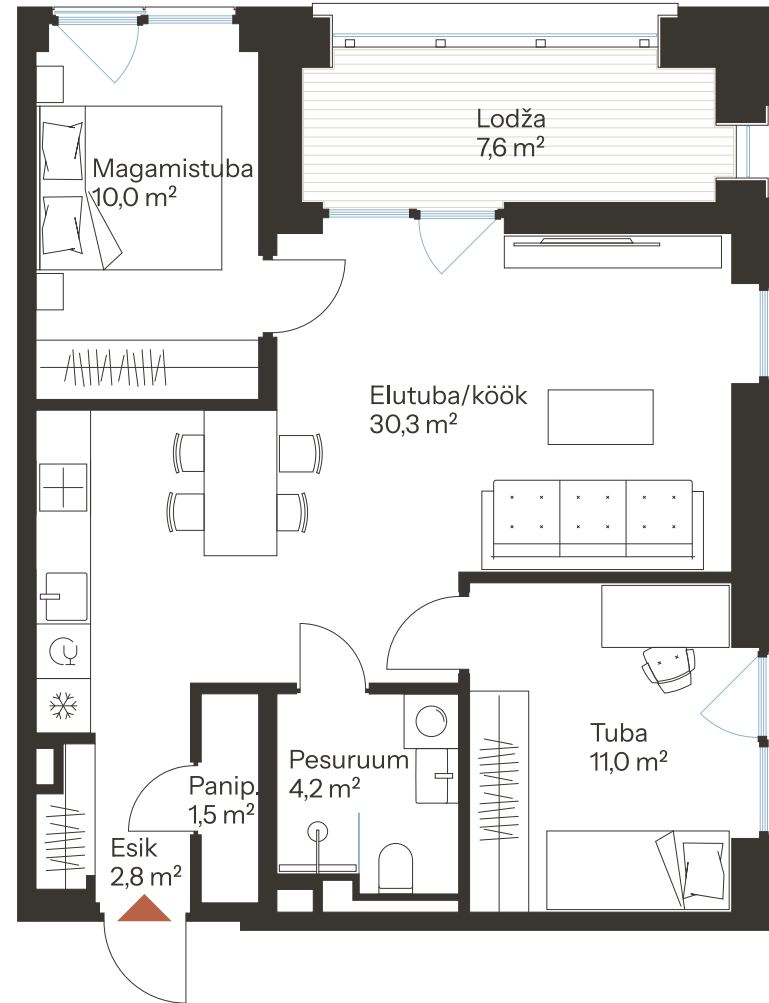 Lodža
7,6 m²
Magamistuba
10,0 m²
Elutuba/köök
30,3 m²
Tuba
11,0 m²
Pesuruum
4,2 m²
Panip.
1,5 m²
Esik
2,8 m²